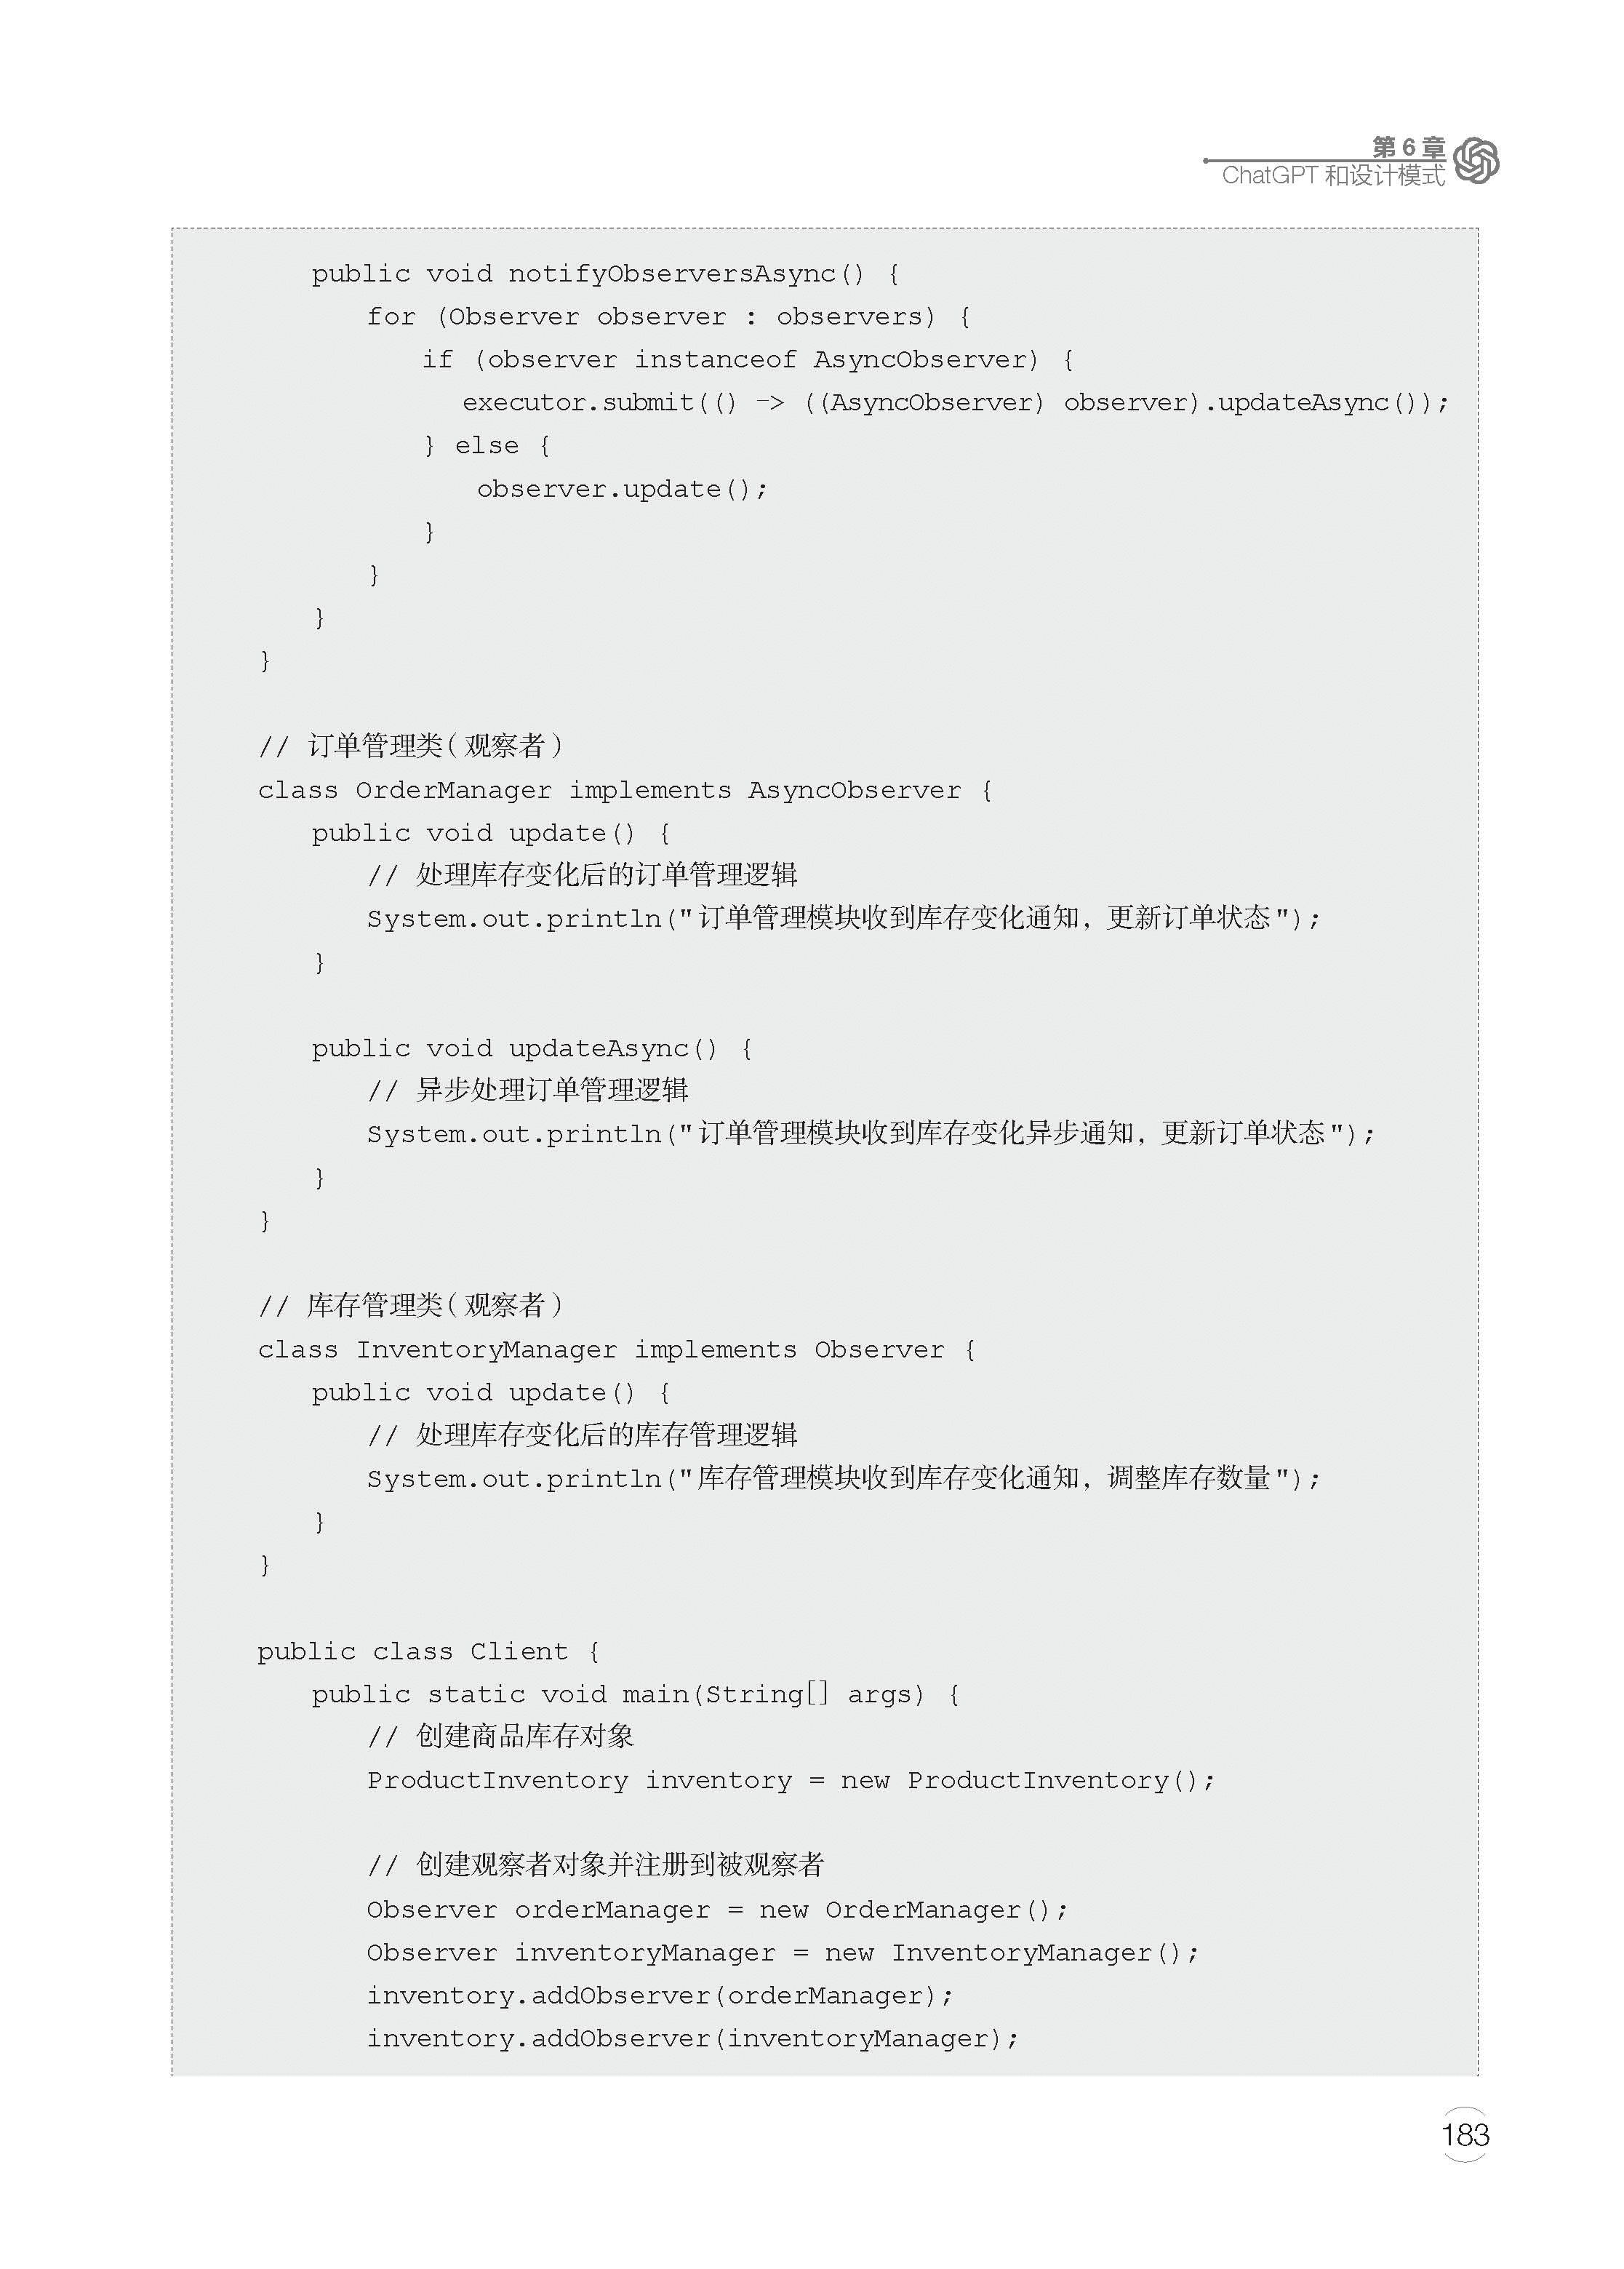 第 6 章
ChatGPT 和设计模式
public void notifyObserversAsync() {
for (Observer observer : observers) {
if (observer instanceof AsyncObserver) {
executor.submit(() -> ((AsyncObserver) observer).updateAsync());
} else {
observer.update();
}
}
}
}
// 订单管理类（观察者）
class OrderManager implements AsyncObserver {
public void update() {
// 处理库存变化后的订单管理逻辑
System.out.println("订单管理模块收到库存变化通知，更新订单状态");
}
public void updateAsync() {
// 异步处理订单管理逻辑
System.out.println("订单管理模块收到库存变化异步通知，更新订单状态");
}
}
// 库存管理类（观察者）
class InventoryManager implements Observer {
public void update() {
// 处理库存变化后的库存管理逻辑
System.out.println("库存管理模块收到库存变化通知，调整库存数量");
}
}
public class Client {
public static void main(String[] args) {
// 创建商品库存对象
ProductInventory inventory = new ProductInventory();
// 创建观察者对象并注册到被观察者
Observer orderManager = new OrderManager();
Observer inventoryManager = new InventoryManager();
inventory.addObserver(orderManager);
inventory.addObserver(inventoryManager);
183